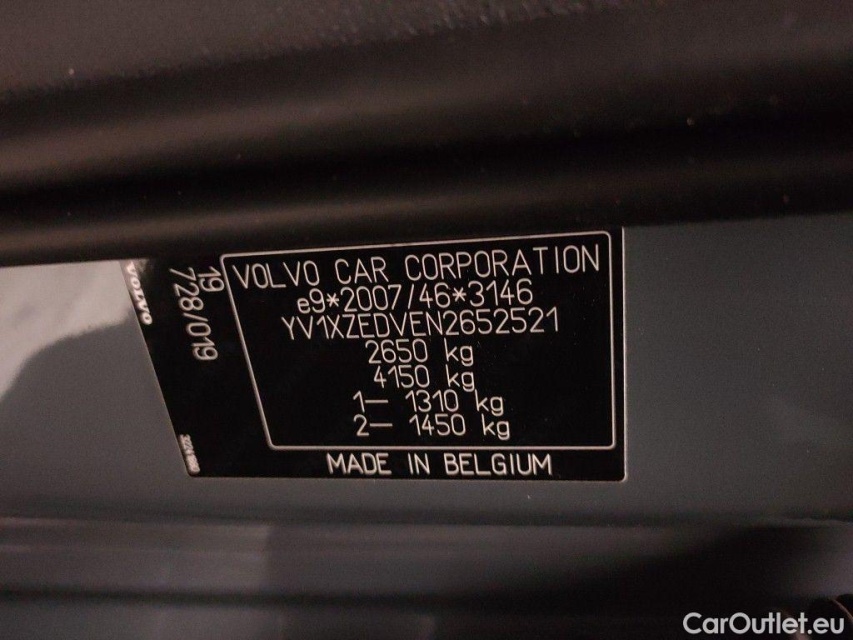 VOLVO CAR CORPORATION
e9*2007/46*3146
YV1XZEDVEN2652521
2650 kg
4150 kg
1— 1310 kg
2— 1450 kg
MADE IN BELGIUM
19
728/019
VOLVO
CarOutlet.eu